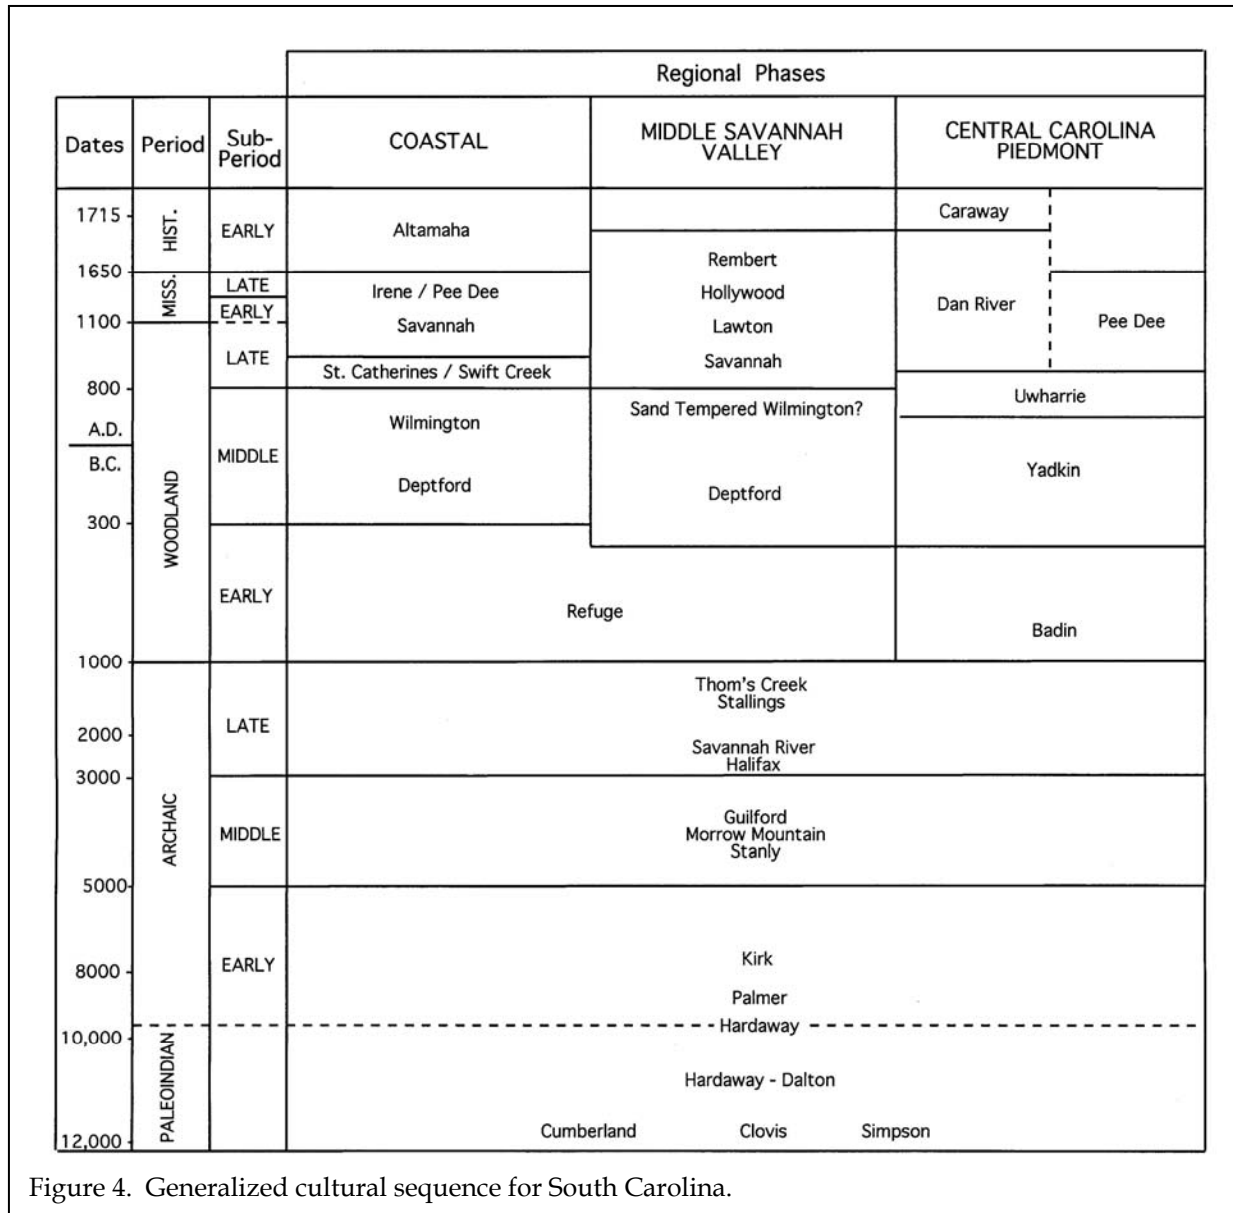 Regional Phases
Dates
Period
Sub-
Period
COASTAL
MIDDLE SAVANNAH
VALLEY
CENTRAL CAROLINA
PIEDMONT
1715
HIST.
EARLY
Altamaha
Caraway
1650
MISS.
LATE
EARLY
Irene / Pee Dee
Savannah
Rembert
Hollywood
Lawton
Savannah
Dan River
Pee Dee
1100
WOODLAND
LATE
St. Catherines / Swift Creek
800
Uwharrie
A.D.
B.C.
MIDDLE
Wilmington
Deptford
Sand Tempered Wilmington?
Deptford
Yadkin
300
EARLY
Refuge
Badin
1000
ARCHAIC
LATE
Thom's Creek
Stallings
2000
Savannah River
Halifax
3000
MIDDLE
Guilford
Morrow Mountain
Stanly
5000
EARLY
Kirk
8000
Palmer
Hardaway
10,000
PALEOINDIAN
Hardaway - Dalton
12,000
Cumberland
Clovis
Simpson
Figure 4. Generalized cultural sequence for South Carolina.